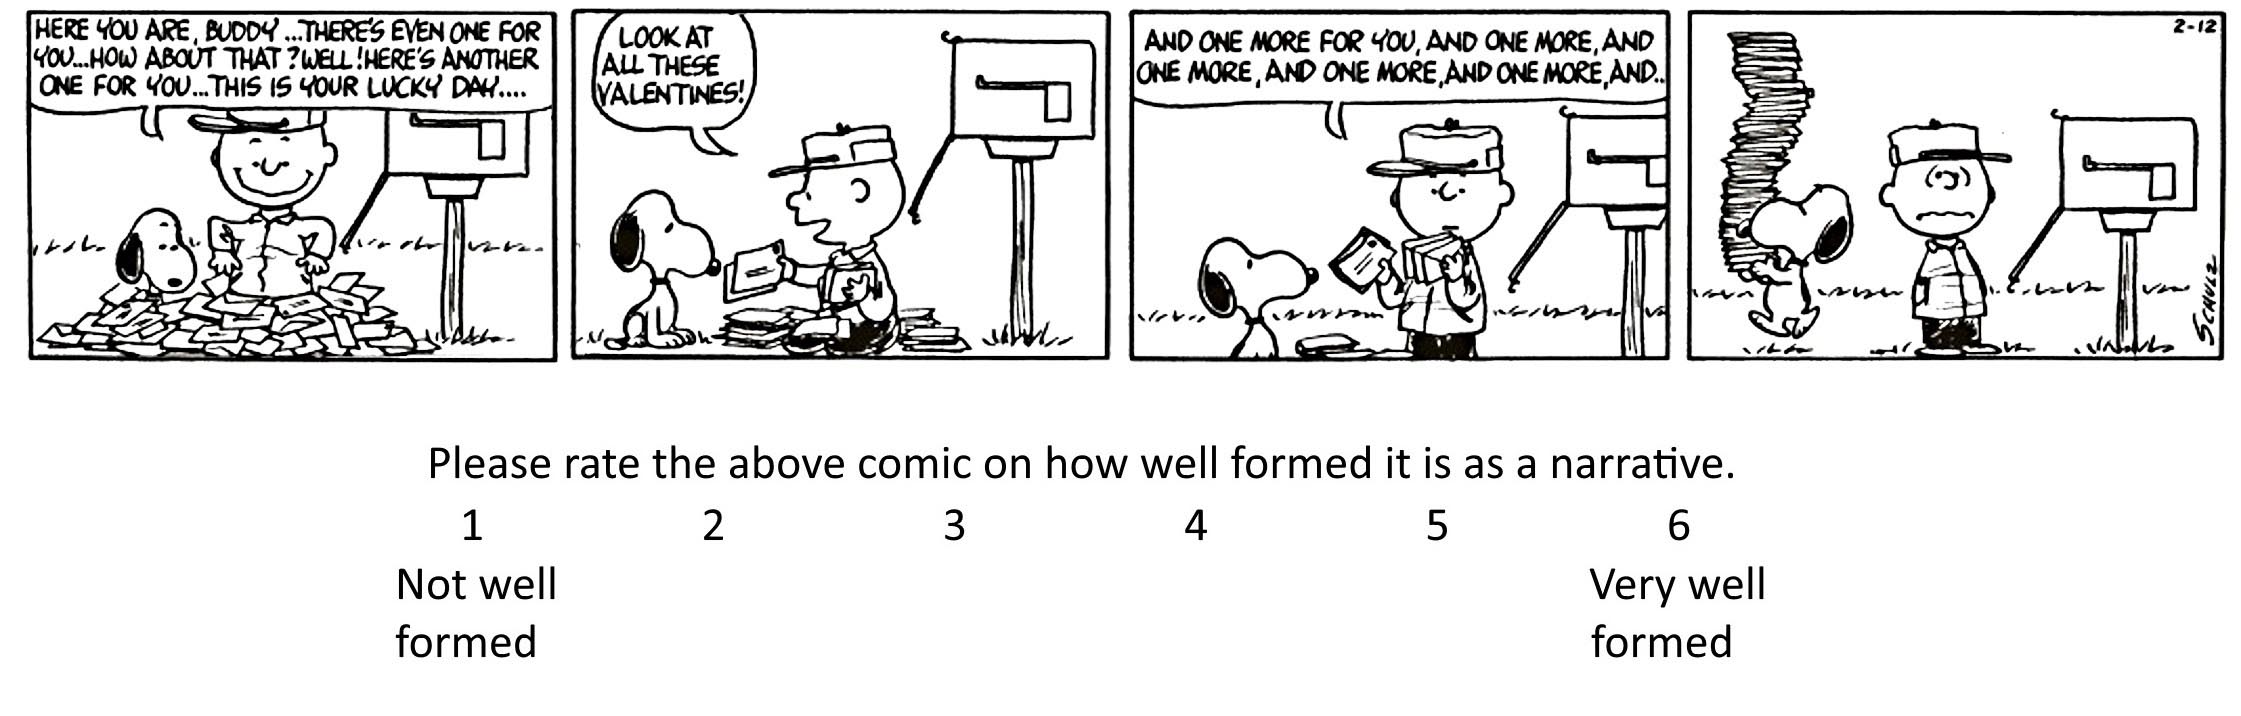 HERE YOU ARE, BUDDY...THERE'S EVEN ONE FOR
YOU...HOW ABOUT THAT? WELL! HERE'S ANOTHER
ONE FOR YOU...THIS IS YOUR LUCKY DAY....
LOOK AT
ALL THESE
VALENTINES!
AND ONE MORE FOR YOU, AND ONE MORE, AND
ONE MORE, AND ONE MORE, AND ONE MORE, AND..
2-12
SCHULZ
Please rate the above comic on how well formed it is as a narrative.
1 2 3 4 5 6
Not well
formed
Very well
formed